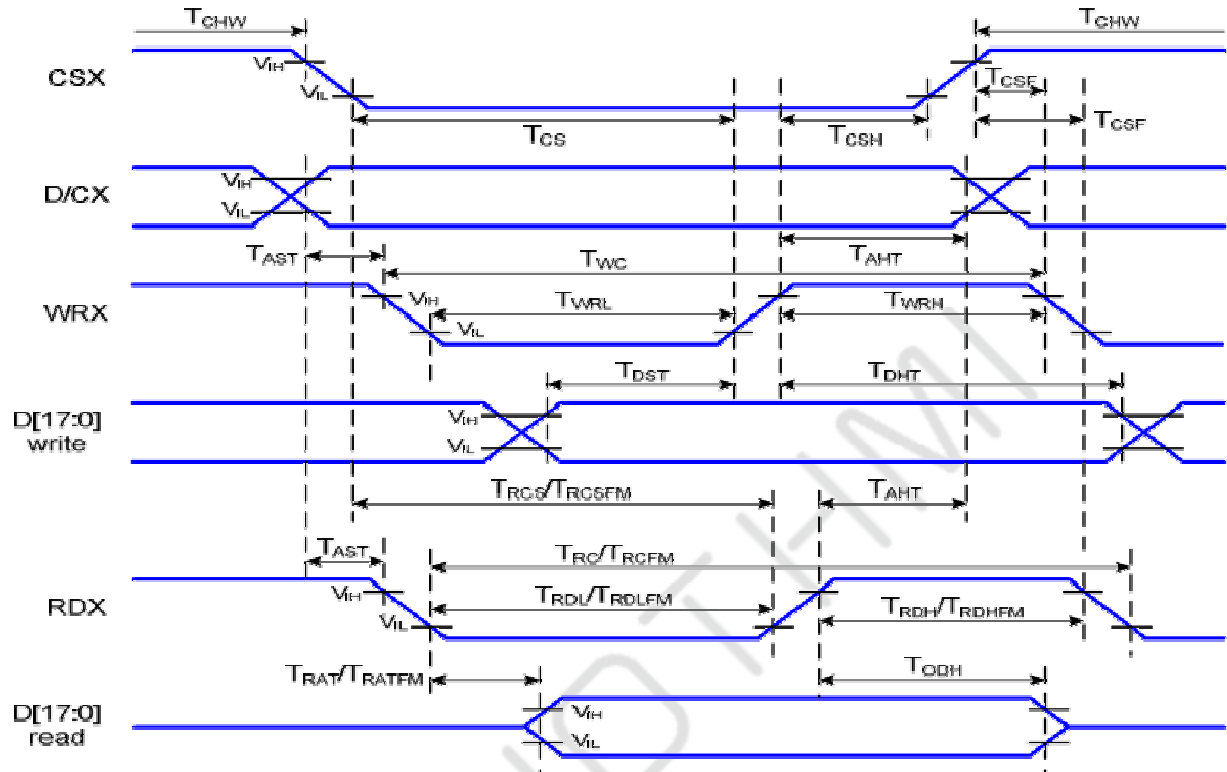 TCHW TCHW
CSX VIH VIL TCSF
TCS TCSH TCSF
D/CX VIH VIL
TAST TWC TAHT
WRX VIH TWRL TWRH
VIL
TDST TDHT
D[17:0] VIH
write VIL
TRCS/TRCSFM TAHT
TAST TRC/TRCFM
RDX VIH TRDL/TRDLFM TRDH/TRDHFM
VIL
TRAT/TRATFM TODH
D[17:0] VIH
read VIL